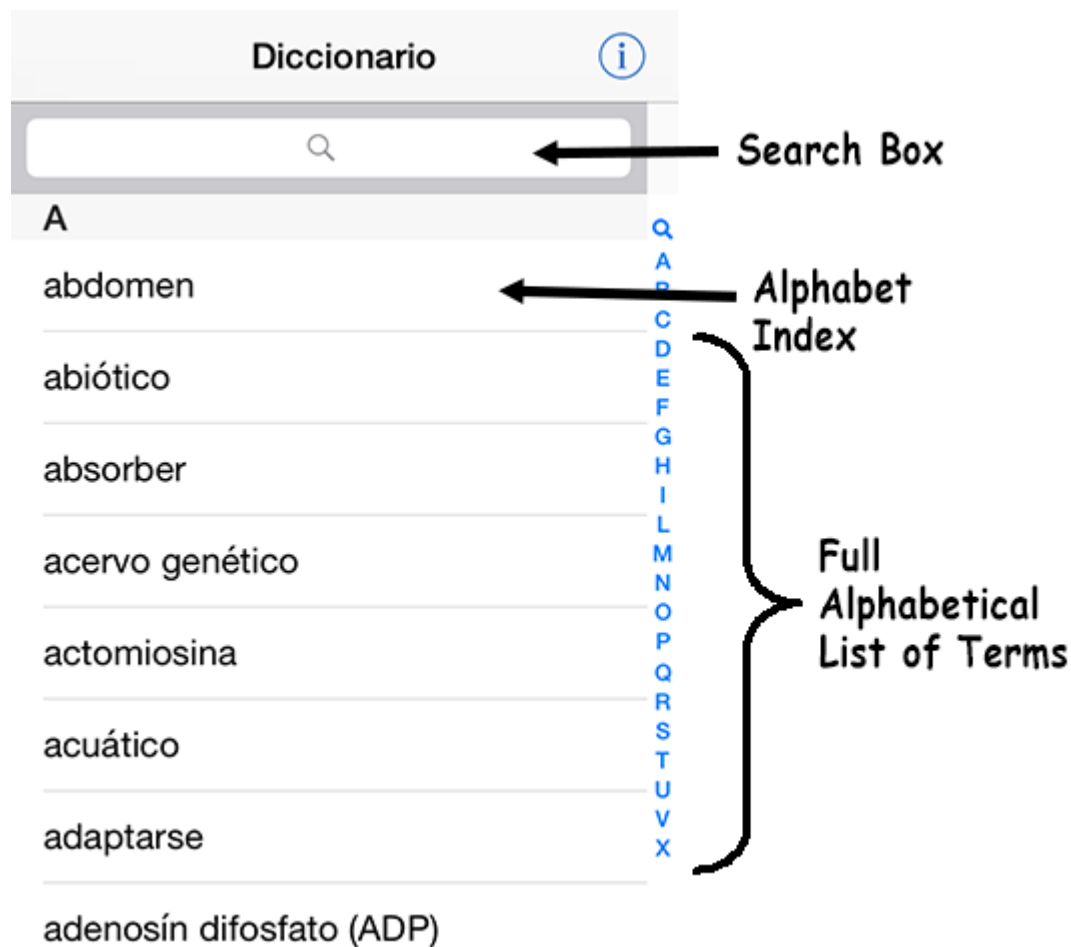 Diccionario
i
Search Box
A
abdomen
Alphabet
Index
abiótico
absorber
acervo genético
actomiosina
acuático
adaptarse
adenosín difosfato (ADP)
A
B
C
D
E
F
G
H
I
L
M
N
O
P
Q
R
S
T
U
V
X
Full
Alphabetical
List of Terms